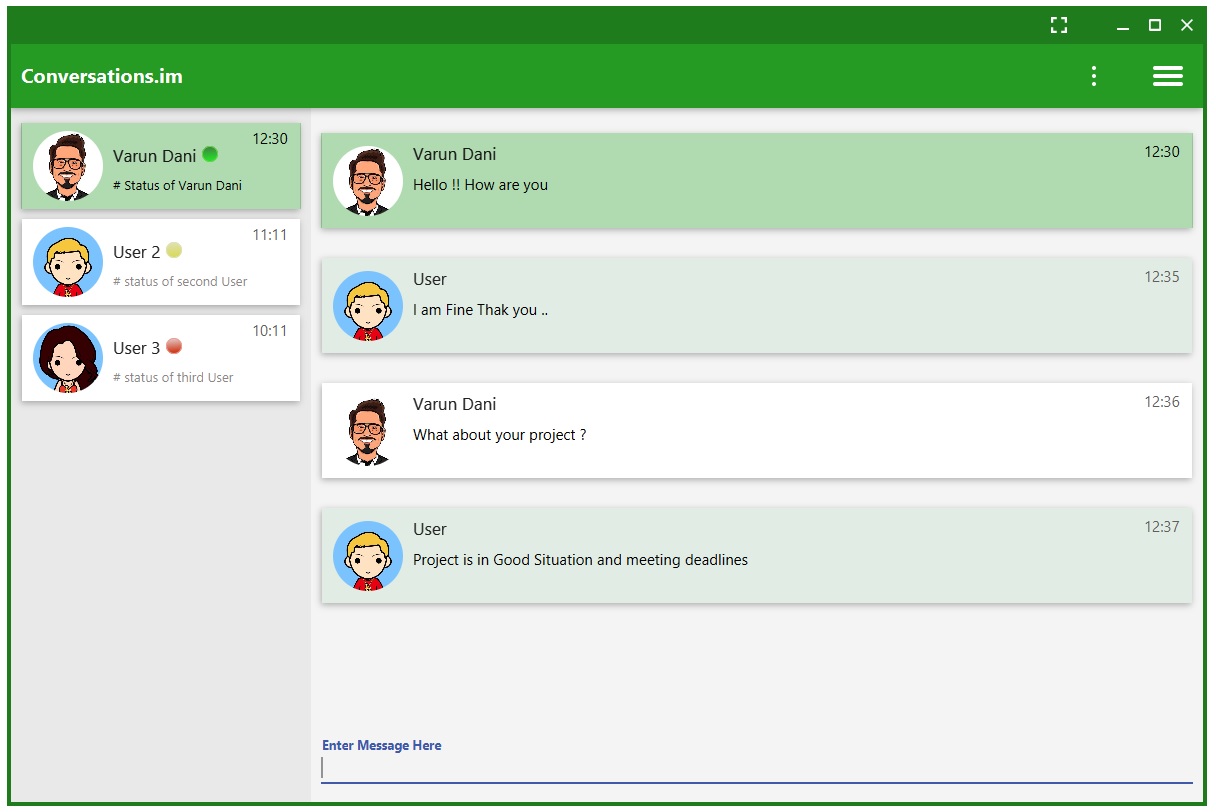 Conversations.im
12:30
Varun Dani
# Status of Varun Dani
11:11
User 2
# status of second User
10:11
User 3
# status of third User
Varun Dani
12:30
Hello !! How are you
User
12:35
I am Fine Thak you ..
Varun Dani
12:36
What about your project ?
User
12:37
Project is in Good Situation and meeting deadlines
Enter Message Here